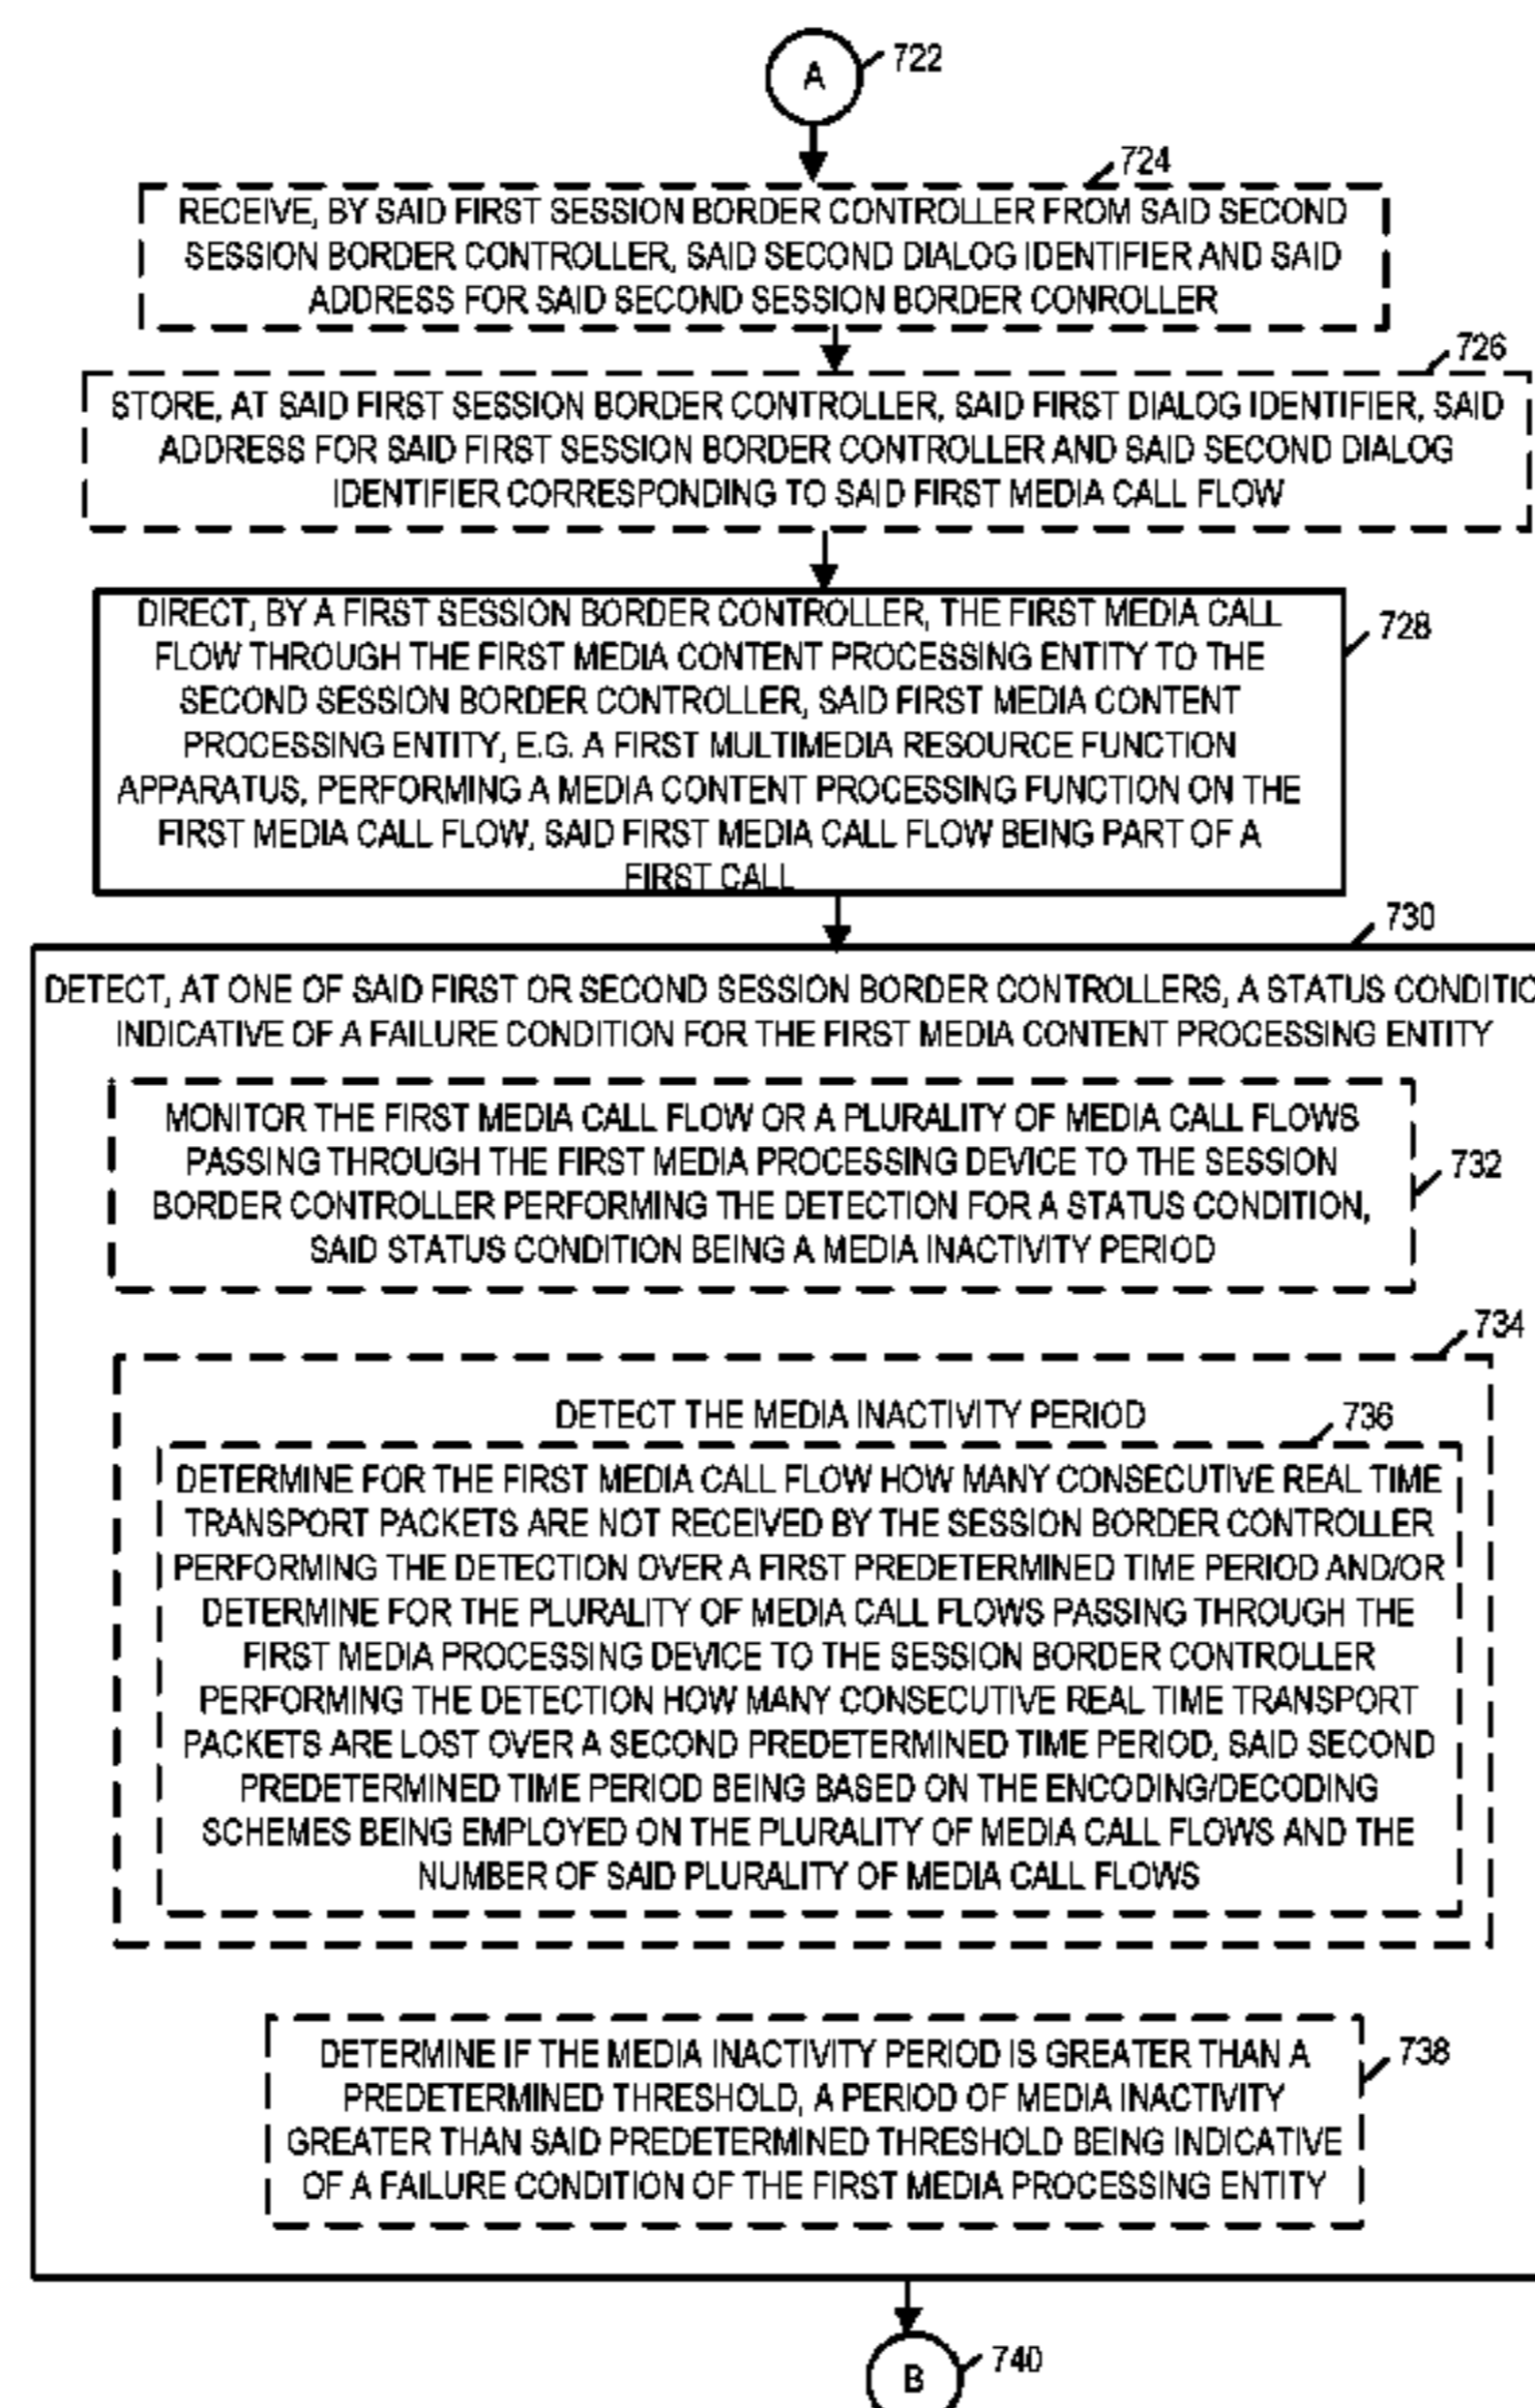 A
722
724
RECEIVE, BY SAID FIRST SESSION BORDER CONTROLLER FROM SAID SECOND
SESSION BORDER CONTROLLER, SAID SECOND DIALOG IDENTIFIER AND SAID
ADDRESS FOR SAID SECOND SESSION BORDER CONROLLER
726
STORE, AT SAID FIRST SESSION BORDER CONTROLLER, SAID FIRST DIALOG IDENTIFIER, SAID
ADDRESS FOR SAID FIRST SESSION BORDER CONTROLLER AND SAID SECOND DIALOG
IDENTIFIER CORRESPONDING TO SAID FIRST MEDIA CALL FLOW
728
DIRECT, BY A FIRST SESSION BORDER CONTROLLER, THE FIRST MEDIA CALL
FLOW THROUGH THE FIRST MEDIA CONTENT PROCESSING ENTITY TO THE
SECOND SESSION BORDER CONTROLLER, SAID FIRST MEDIA CONTENT
PROCESSING ENTITY, E.G. A FIRST MULTIMEDIA RESOURCE FUNCTION
APPARATUS, PERFORMING A MEDIA CONTENT PROCESSING FUNCTION ON THE
FIRST MEDIA CALL FLOW, SAID FIRST MEDIA CALL FLOW BEING PART OF A
FIRST CALL
730
DETECT, AT ONE OF SAID FIRST OR SECOND SESSION BORDER CONTROLLERS, A STATUS CONDITIO
INDICATIVE OF A FAILURE CONDITION FOR THE FIRST MEDIA CONTENT PROCESSING ENTITY
MONITOR THE FIRST MEDIA CALL FLOW OR A PLURALITY OF MEDIA CALL FLOWS
PASSING THROUGH THE FIRST MEDIA PROCESSING DEVICE TO THE SESSION
BORDER CONTROLLER PERFORMING THE DETECTION FOR A STATUS CONDITION,
SAID STATUS CONDITION BEING A MEDIA INACTIVITY PERIOD
732
734
DETECT THE MEDIA INACTIVITY PERIOD
736
DETERMINE FOR THE FIRST MEDIA CALL FLOW HOW MANY CONSECUTIVE REAL TIME
TRANSPORT PACKETS ARE NOT RECEIVED BY THE SESSION BORDER CONTROLLER
PERFORMING THE DETECTION OVER A FIRST PREDETERMINED TIME PERIOD AND/OR
DETERMINE FOR THE PLURALITY OF MEDIA CALL FLOWS PASSING THROUGH THE
FIRST MEDIA PROCESSING DEVICE TO THE SESSION BORDER CONTROLLER
PERFORMING THE DETECTION HOW MANY CONSECUTIVE REAL TIME TRANSPORT
PACKETS ARE LOST OVER A SECOND PREDETERMINED TIME PERIOD, SAID SECOND
PREDETERMINED TIME PERIOD BEING BASED ON THE ENCODING/DECODING
SCHEMES BEING EMPLOYED ON THE PLURALITY OF MEDIA CALL FLOWS AND THE
NUMBER OF SAID PLURALITY OF MEDIA CALL FLOWS
DETERMINE IF THE MEDIA INACTIVITY PERIOD IS GREATER THAN A
PREDETERMINED THRESHOLD, A PERIOD OF MEDIA INACTIVITY
GREATER THAN SAID PREDETERMINED THRESHOLD BEING INDICATIVE
OF A FAILURE CONDITION OF THE FIRST MEDIA PROCESSING ENTITY
738
B
740